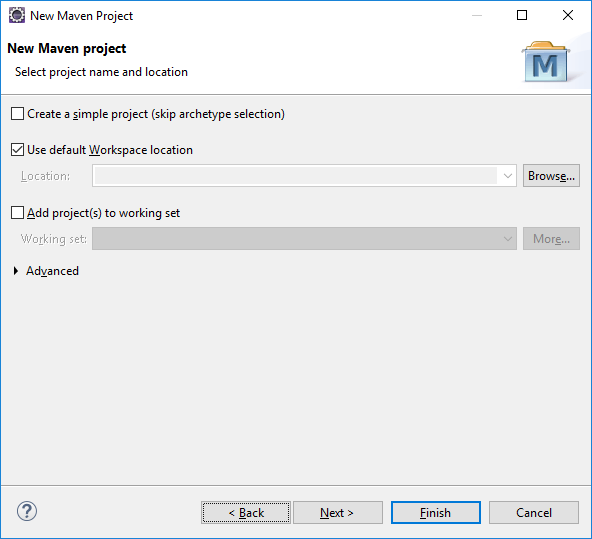 New Maven Project
New Maven project
Select project name and location
M
Create a simple project (skip archetype selection)
Use default Workspace location
Location:
Browse...
Add project(s) to working set
Working set:
More...
Advanced
?
< Back
Next >
Finish
Cancel